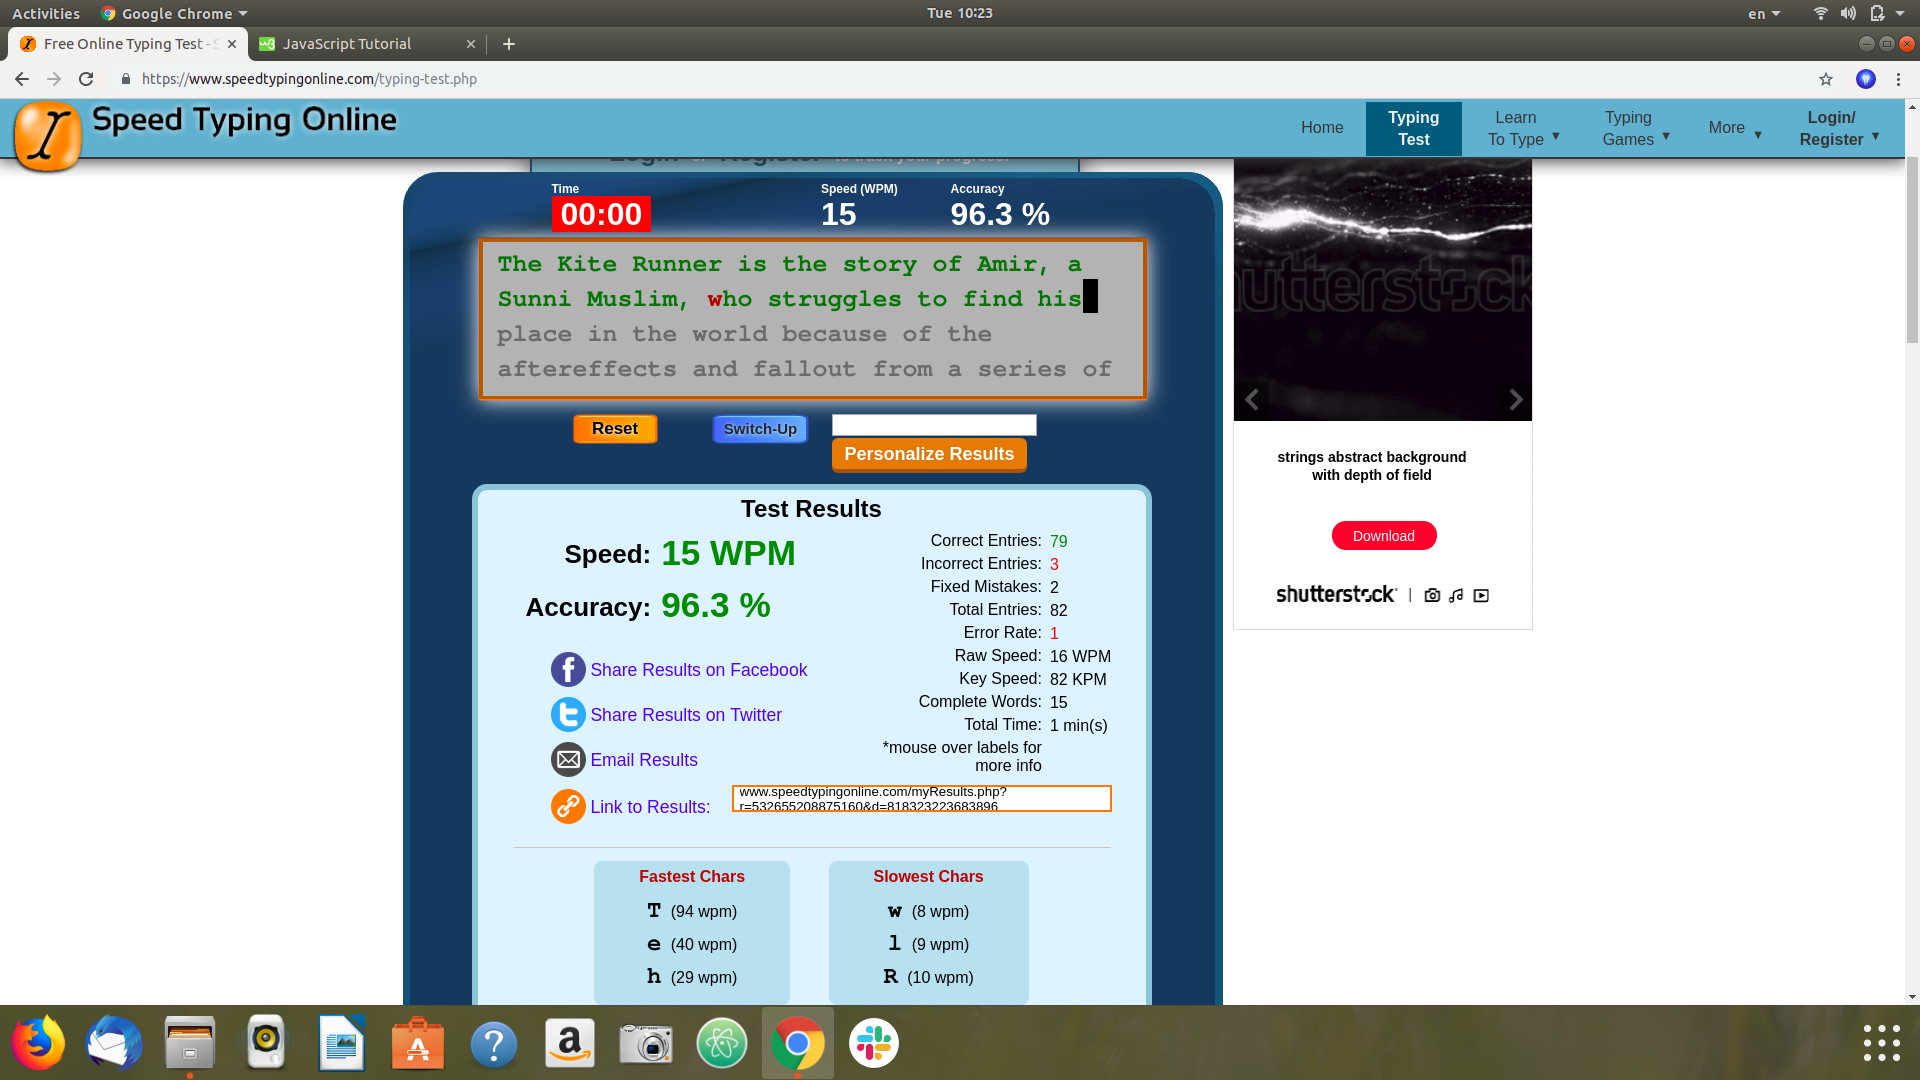 Activities
Google Chrome
Tue 10:23
en
Free Online Typing Test - S
JavaScript Tutorial
https://www.speedtypingonline.com/typing-test.php
Speed Typing Online
Home
Typing
Test
Learn
To Type
Typing
Games
More
Login/
Register
Login or Register to track your progress!
Time
00:00
Speed (WPM)
15
Accuracy
96.3 %
The Kite Runner is the story of Amir, a
Sunni Muslim, who struggles to find his
place in the world because of the
aftereffects and fallout from a series of
Reset
Switch-Up
Personalize Results
Test Results
Speed: 15 WPM
Accuracy: 96.3 %
Share Results on Facebook
Share Results on Twitter
Email Results
Link to Results:
www.speedtypingonline.com/myResults.php?
r=532655208875160&d=818323223683896
Correct Entries: 79
Incorrect Entries: 3
Fixed Mistakes: 2
Total Entries: 82
Error Rate: 1
Raw Speed: 16 WPM
Key Speed: 82 KPM
Complete Words: 15
Total Time: 1 min(s)
*mouse over labels for
more info
Fastest Chars
T (94 wpm)
e (40 wpm)
h (29 wpm)
Slowest Chars
w (8 wpm)
l (9 wpm)
R (10 wpm)
strings abstract background
with depth of field
Download
shutterstock